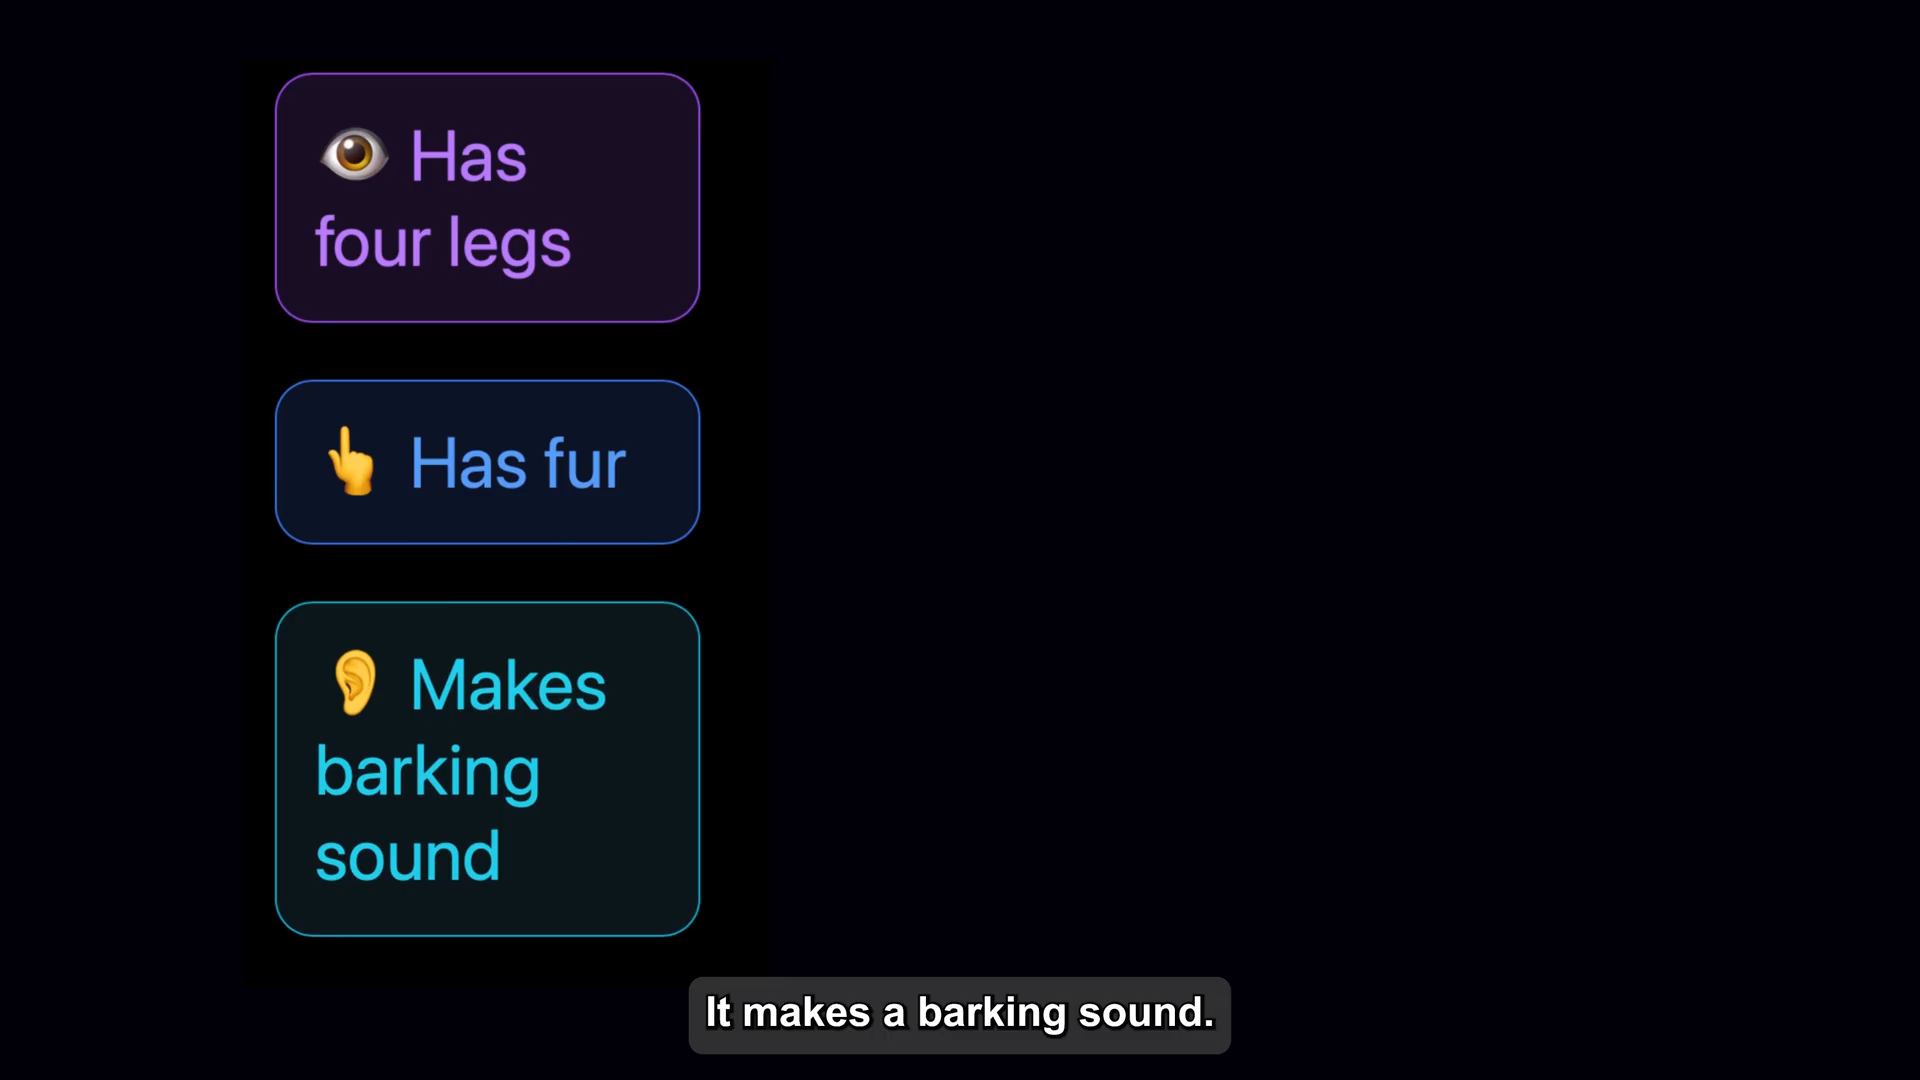 👁️ Has
four legs
👆 Has fur
👂 Makes
barking
sound
It makes a barking sound.